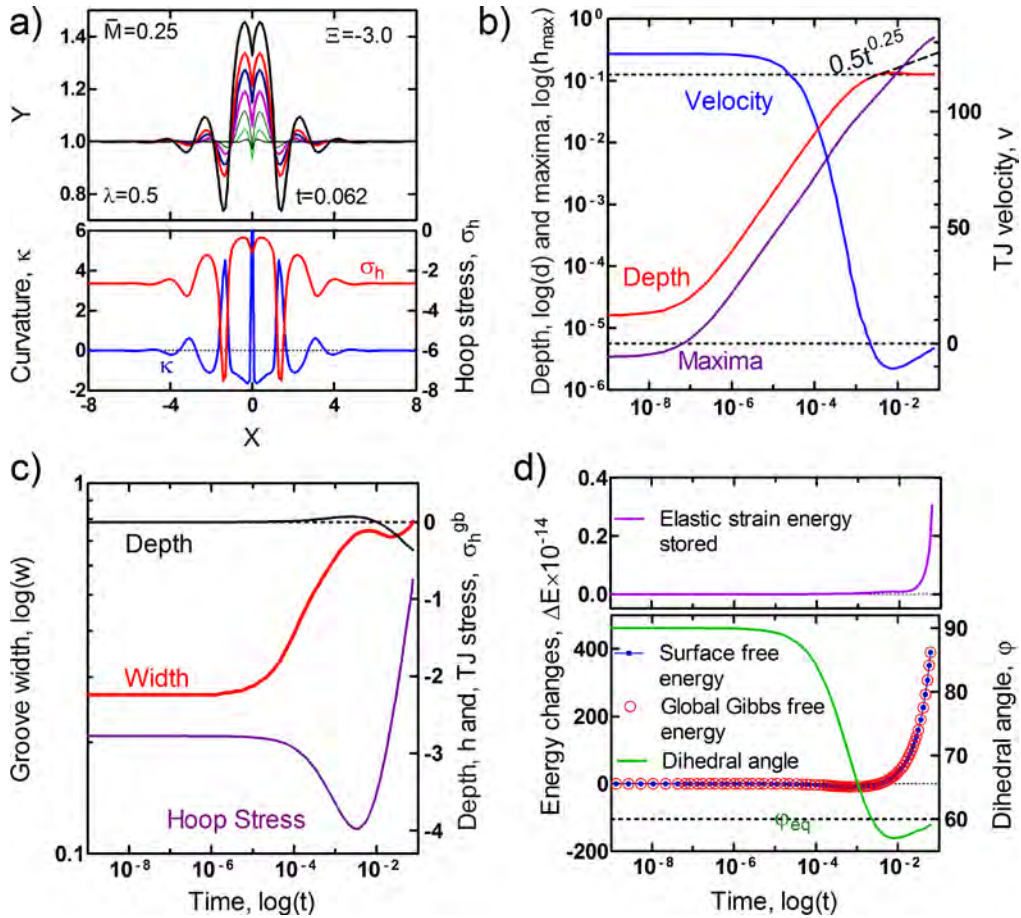 a)
M̄=0.25
Ξ=-3.0
1.4
1.2
Y
1.0
0.8
λ=0.5
t=0.062
6
4
2
0
-2
Curvature, κ
σh
κ
0
-2
-4
-6
-8
Hoop stress, σh
-8 -4 0 4 8
X
b)
10^0
10^-1
10^-2
10^-3
10^-4
10^-5
10^-6
Depth, log(d) and maxima, log(hmax)
0.5t^0.25
Velocity
Depth
Maxima
100
50
0
TJ velocity, v
10^-8 10^-6 10^-4 10^-2
c)
1
0.1
Groove width, log(w)
Depth
Width
Hoop Stress
0
-1
-2
-3
-4
Depth, h and, TJ stress, σh^gb
10^-8 10^-6 10^-4 10^-2
Time, log(t)
d)
0.4
0.2
0.0
Elastic strain energy
stored
400
200
0
-200
Energy changes, ΔE×10^-14
Surface free
energy
Global Gibbs free
energy
Dihedral angle
φeq
90
80
70
60
Dihedral angle, φ
10^-8 10^-6 10^-4 10^-2
Time, log(t)